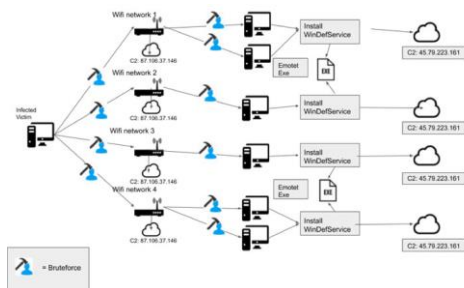 Wifi network 1
C2: 87.106.37.146
Install
WinDefService
C2: 45.79.223.161
Emotet
Exe
EXE
Wifi network 2
C2: 87.106.37.146
Install
WinDefService
C2: 45.79.223.161
Infected
Victim
Wifi network 3
C2: 87.106.37.146
Install
WinDefService
C2: 45.79.223.161
Emotet
Exe
EXE
Wifi network 4
C2: 87.106.37.146
Install
WinDefService
C2: 45.79.223.161
= Bruteforce